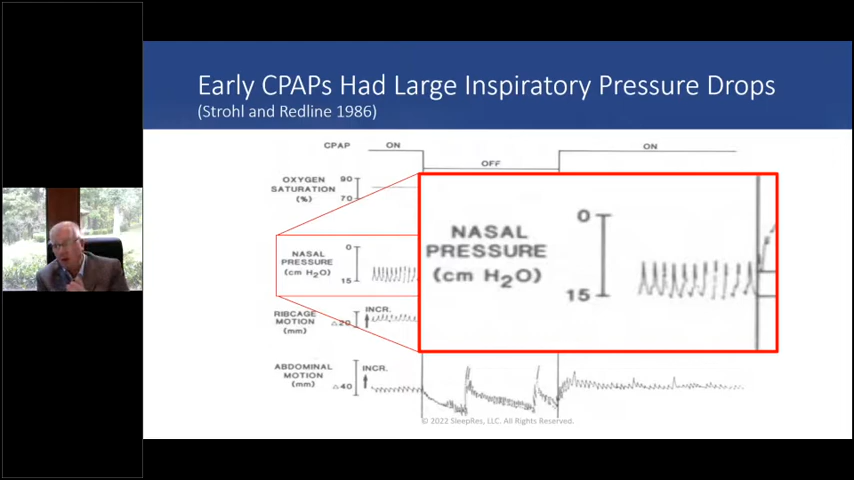 Early CPAPs Had Large Inspiratory Pressure Drops
(Strohl and Redline 1986)
CPAP ON
OFF
ON
OXYGEN
SATURATION
(%)
90
70
NASAL
PRESSURE
(cm H2O)
0
15
NASAL
PRESSURE
(cm H2O)
0
15
RIBCAGE
MOTION
(mm)
△20
INCR.
ABDOMINAL
MOTION
(mm)
△40
INCR.
© 2022 SleepRes, LLC. All Rights Reserved.